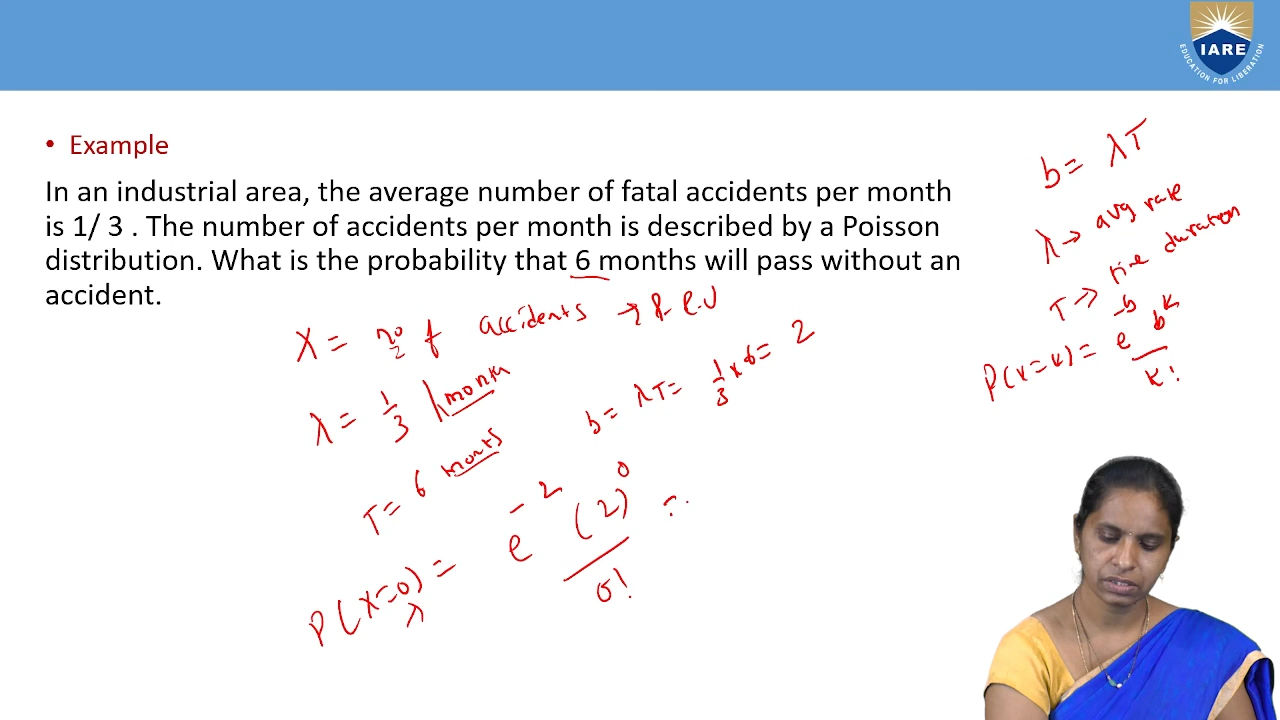 IARE
EDUCATION FOR LIBERATION
• Example
In an industrial area, the average number of fatal accidents per month
is 1/ 3 . The number of accidents per month is described by a Poisson
distribution. What is the probability that 6 months will pass without an
accident.
b = λT
λ → avg rate
T → time duration
P(X=K) = e^-b b^K / K!
X = no of accidents → P.R.V
λ = 1/3 /month
T = 6 months
b = λT = 1/3 x 6 = 2
P(X=0) = e^-2 (2)^0 / 0! =